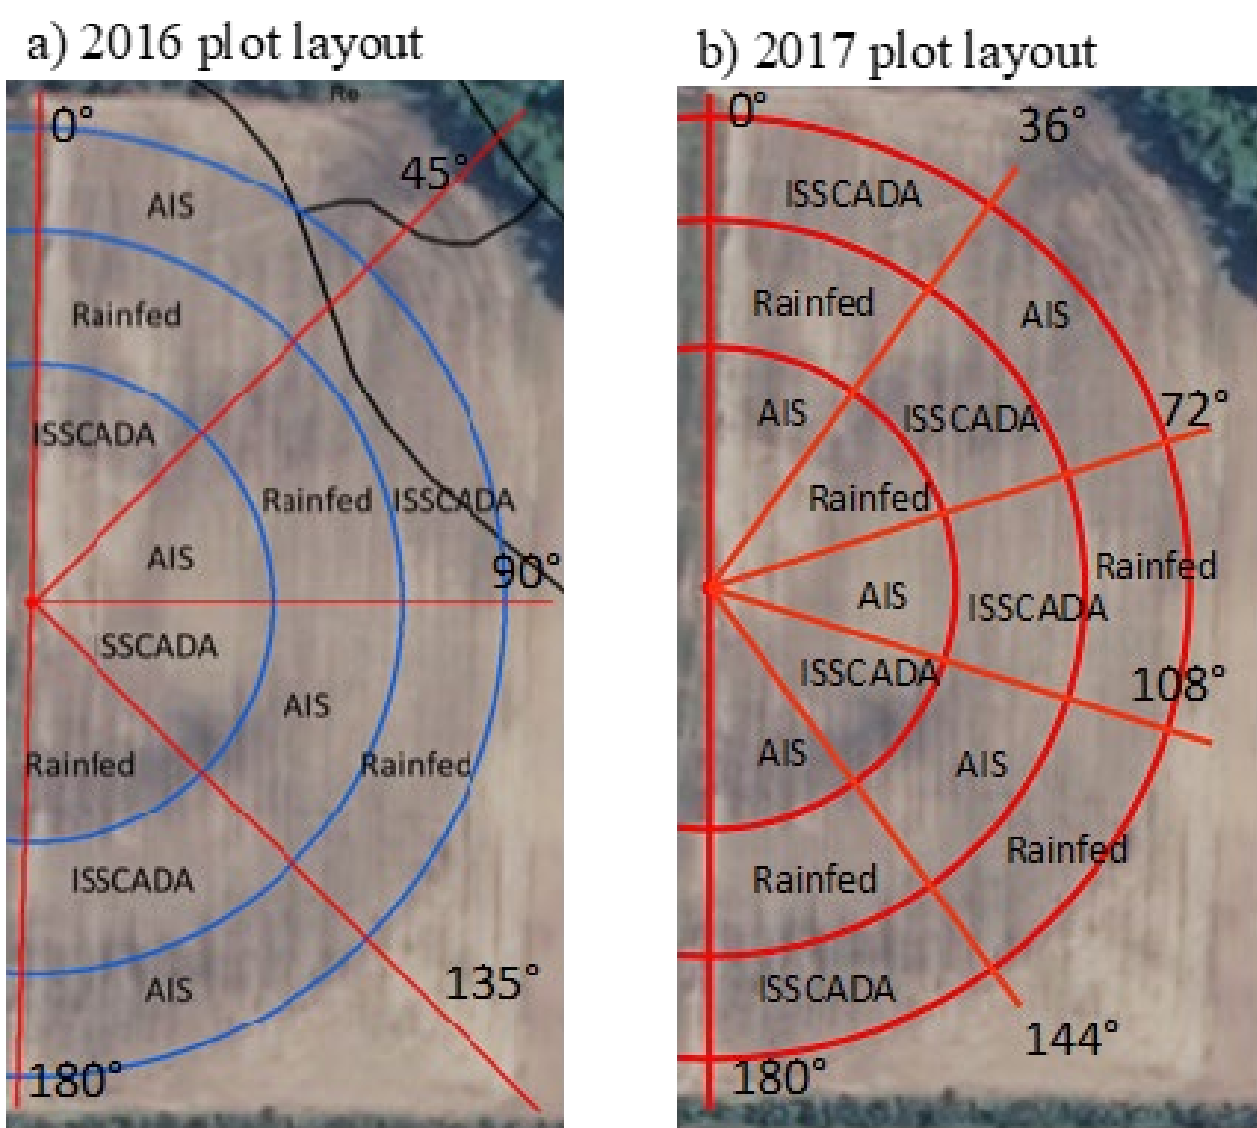 a) 2016 plot layout
Re
0°
45°
AIS
Rainfed
ISSCADA
Rainfed
ISSCADA
AIS
90°
SSCADA
AIS
Rainfed
Rainfed
ISSCADA
135°
AIS
180°
b) 2017 plot layout
0°
36°
ISSCADA
Rainfed
AIS
AIS
ISSCADA
72°
Rainfed
Rainfed
AIS
ISSCADA
ISSCADA
108°
AIS
AIS
Rainfed
Rainfed
ISSCADA
144°
180°